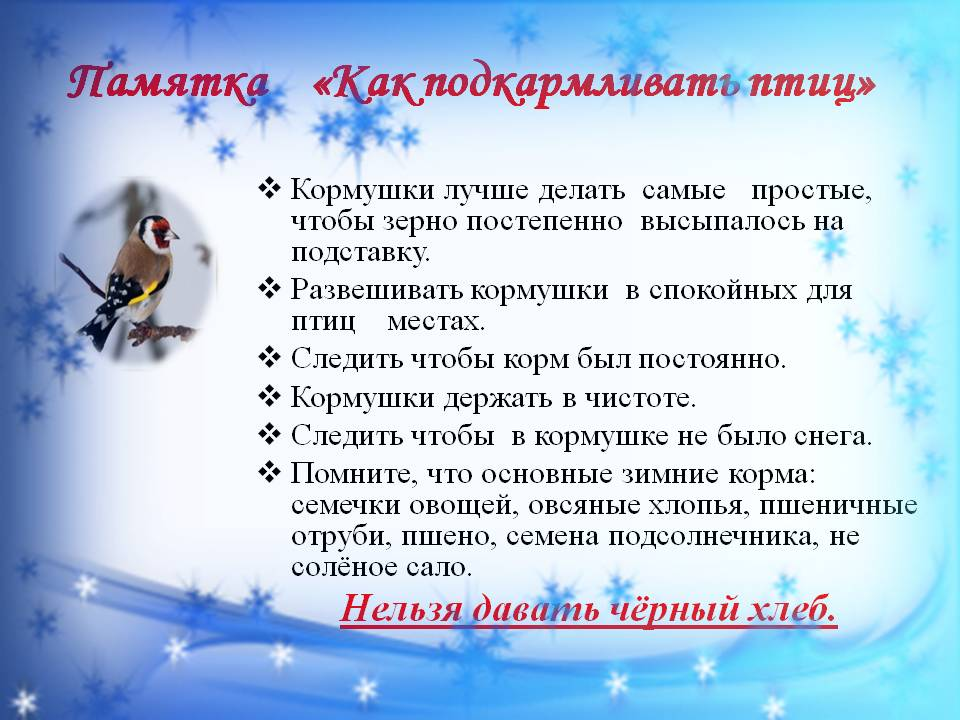 Памятка «Как подкармливать птиц»
❖ Кормушки лучше делать самые простые,
чтобы зерно постепенно высыпалось на
подставку.
❖ Развешивать кормушки в спокойных для
птиц местах.
❖ Следить чтобы корм был постоянно.
❖ Кормушки держать в чистоте.
❖ Следить чтобы в кормушке не было снега.
❖ Помните, что основные зимние корма:
семечки овощей, овсяные хлопья, пшеничные
отруби, пшено, семена подсолнечника, не
солёное сало.
Нельзя давать чёрный хлеб.